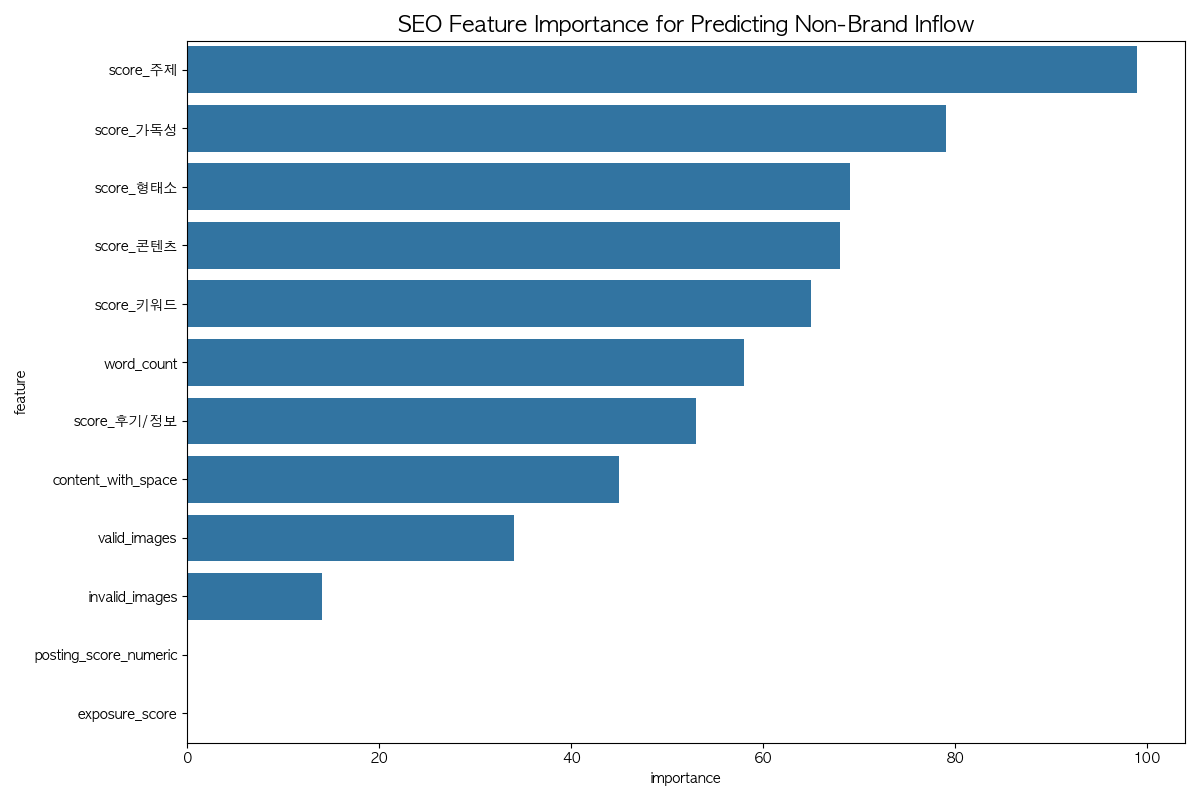 SEO Feature Importance for Predicting Non-Brand Inflow
score_주제
score_가독성
score_형태소
score_콘텐츠
score_키워드
word_count
score_후기/정보
content_with_space
valid_images
invalid_images
posting_score_numeric
exposure_score
feature
0 20 40 60 80 100
importance